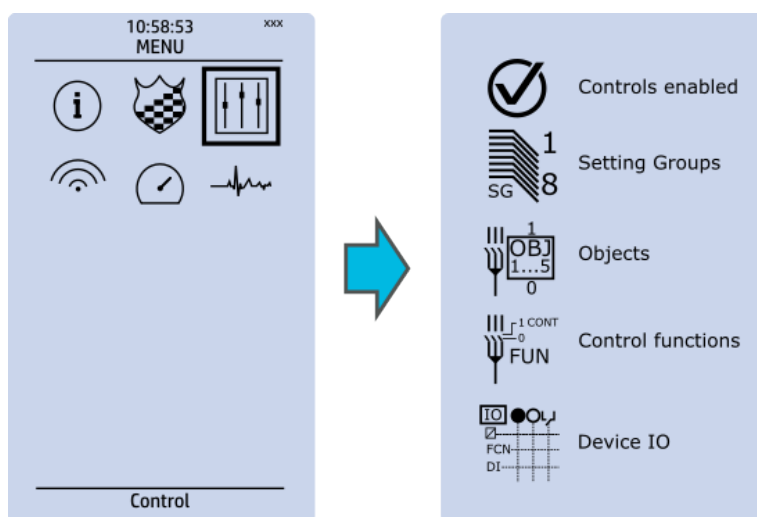 10:58:53
xxx
MENU
i
Control
Controls enabled
1
SG
8
Setting Groups
1
OBJ
1...5
0
Objects
1 CONT
0
FUN
Control functions
IO
FCN
DI
Device IO